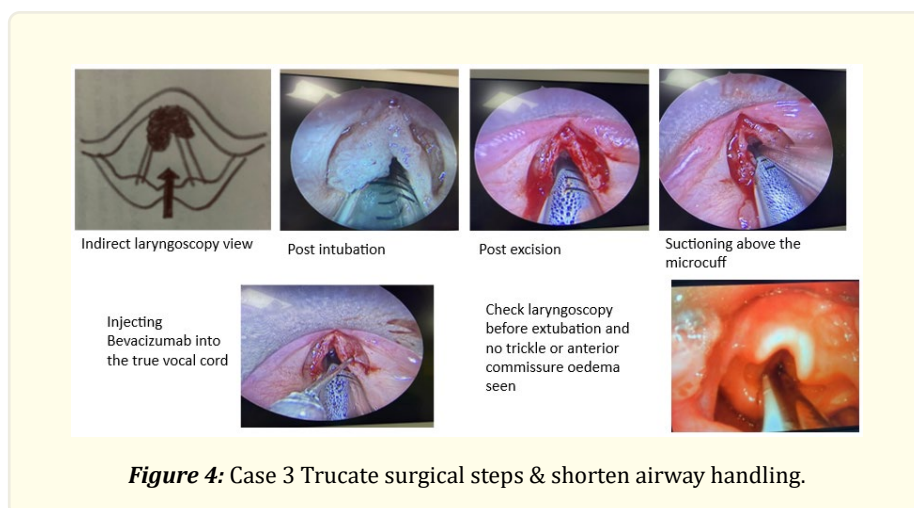 Indirect laryngoscopy view
Post intubation
Post excision
Suctioning above the
microcuff
Injecting
Bevacizumab into
the true vocal cord
Check laryngoscopy
before extubation and
no trickle or anterior
commissure oedema
seen
Figure 4: Case 3 Trucate surgical steps & shorten airway handling.